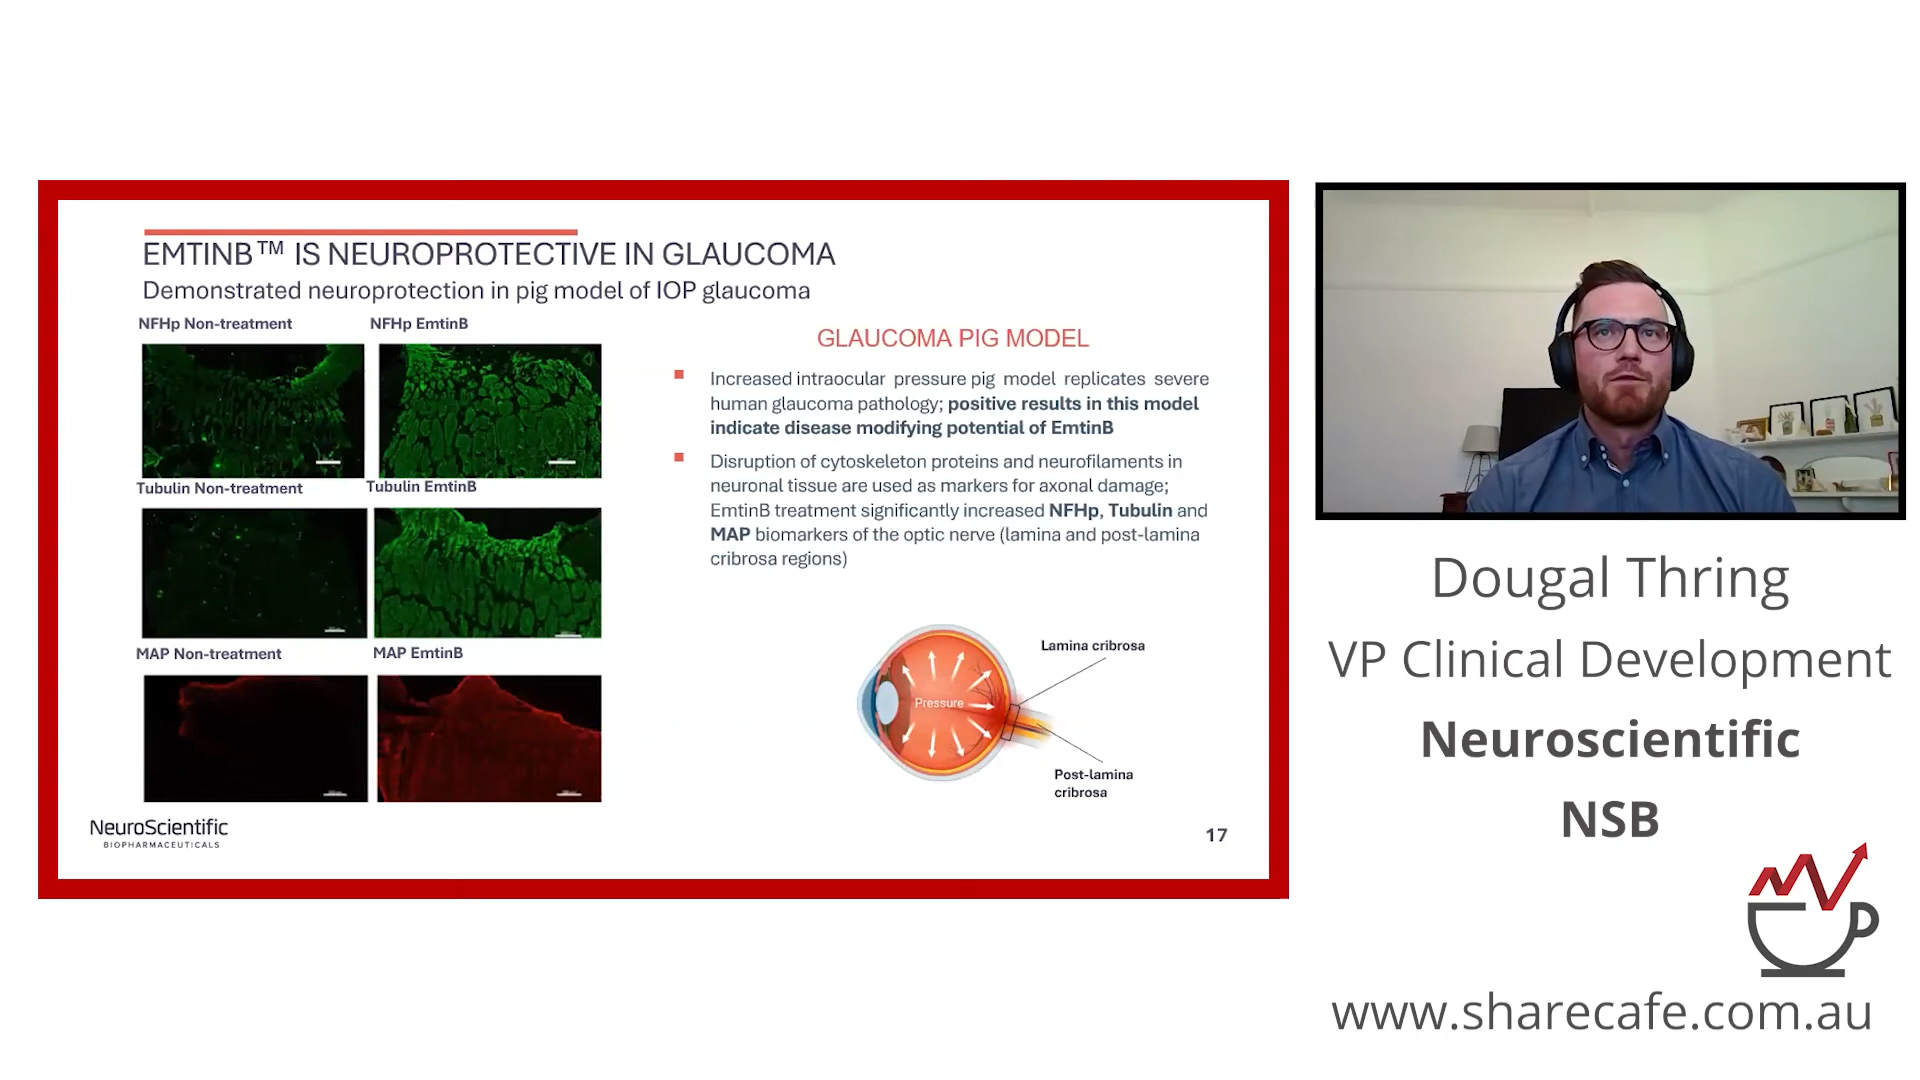 EMTINB™ IS NEUROPROTECTIVE IN GLAUCOMA
Demonstrated neuroprotection in pig model of IOP glaucoma
NFHp Non-treatment
NFHp EmtinB
Tubulin Non-treatment
Tubulin EmtinB
MAP Non-treatment
MAP EmtinB
GLAUCOMA PIG MODEL
Increased intraocular pressure pig model replicates severe
human glaucoma pathology; positive results in this model
indicate disease modifying potential of EmtinB
Disruption of cytoskeleton proteins and neurofilaments in
neuronal tissue are used as markers for axonal damage;
EmtinB treatment significantly increased NFHp, Tubulin and
MAP biomarkers of the optic nerve (lamina and post-lamina
cribrosa regions)
Lamina cribrosa
Pressure
Post-lamina
cribrosa
NeuroScientific
BIOPHARMACEUTICALS
17
Dougal Thring
VP Clinical Development
Neuroscientific
NSB
www.sharecafe.com.au